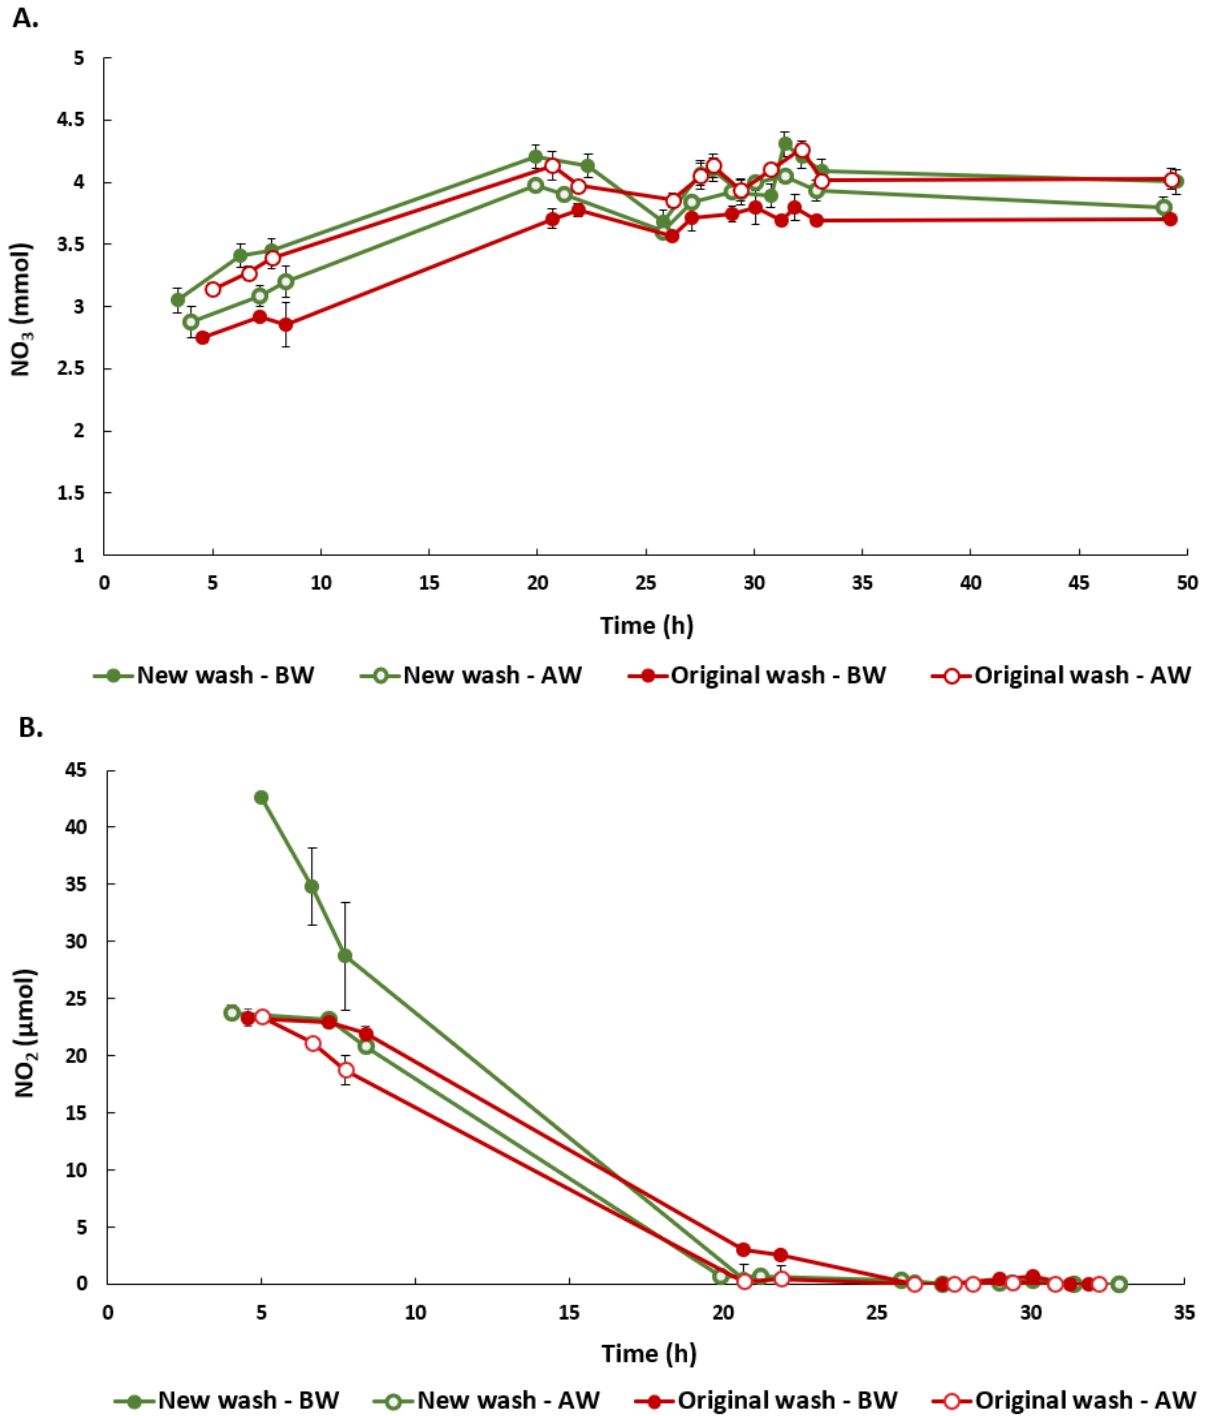 A.
5
4.5
4
3.5
3
2.5
2
1.5
1
NO₃ (mmol)
0 5 10 15 20 25 30 35 40 45 50
Time (h)
New wash - BW New wash - AW Original wash - BW Original wash - AW
B.
45
40
35
30
25
20
15
10
5
0
NO₂ (µmol)
0 5 10 15 20 25 30 35
Time (h)
New wash - BW New wash - AW Original wash - BW Original wash - AW